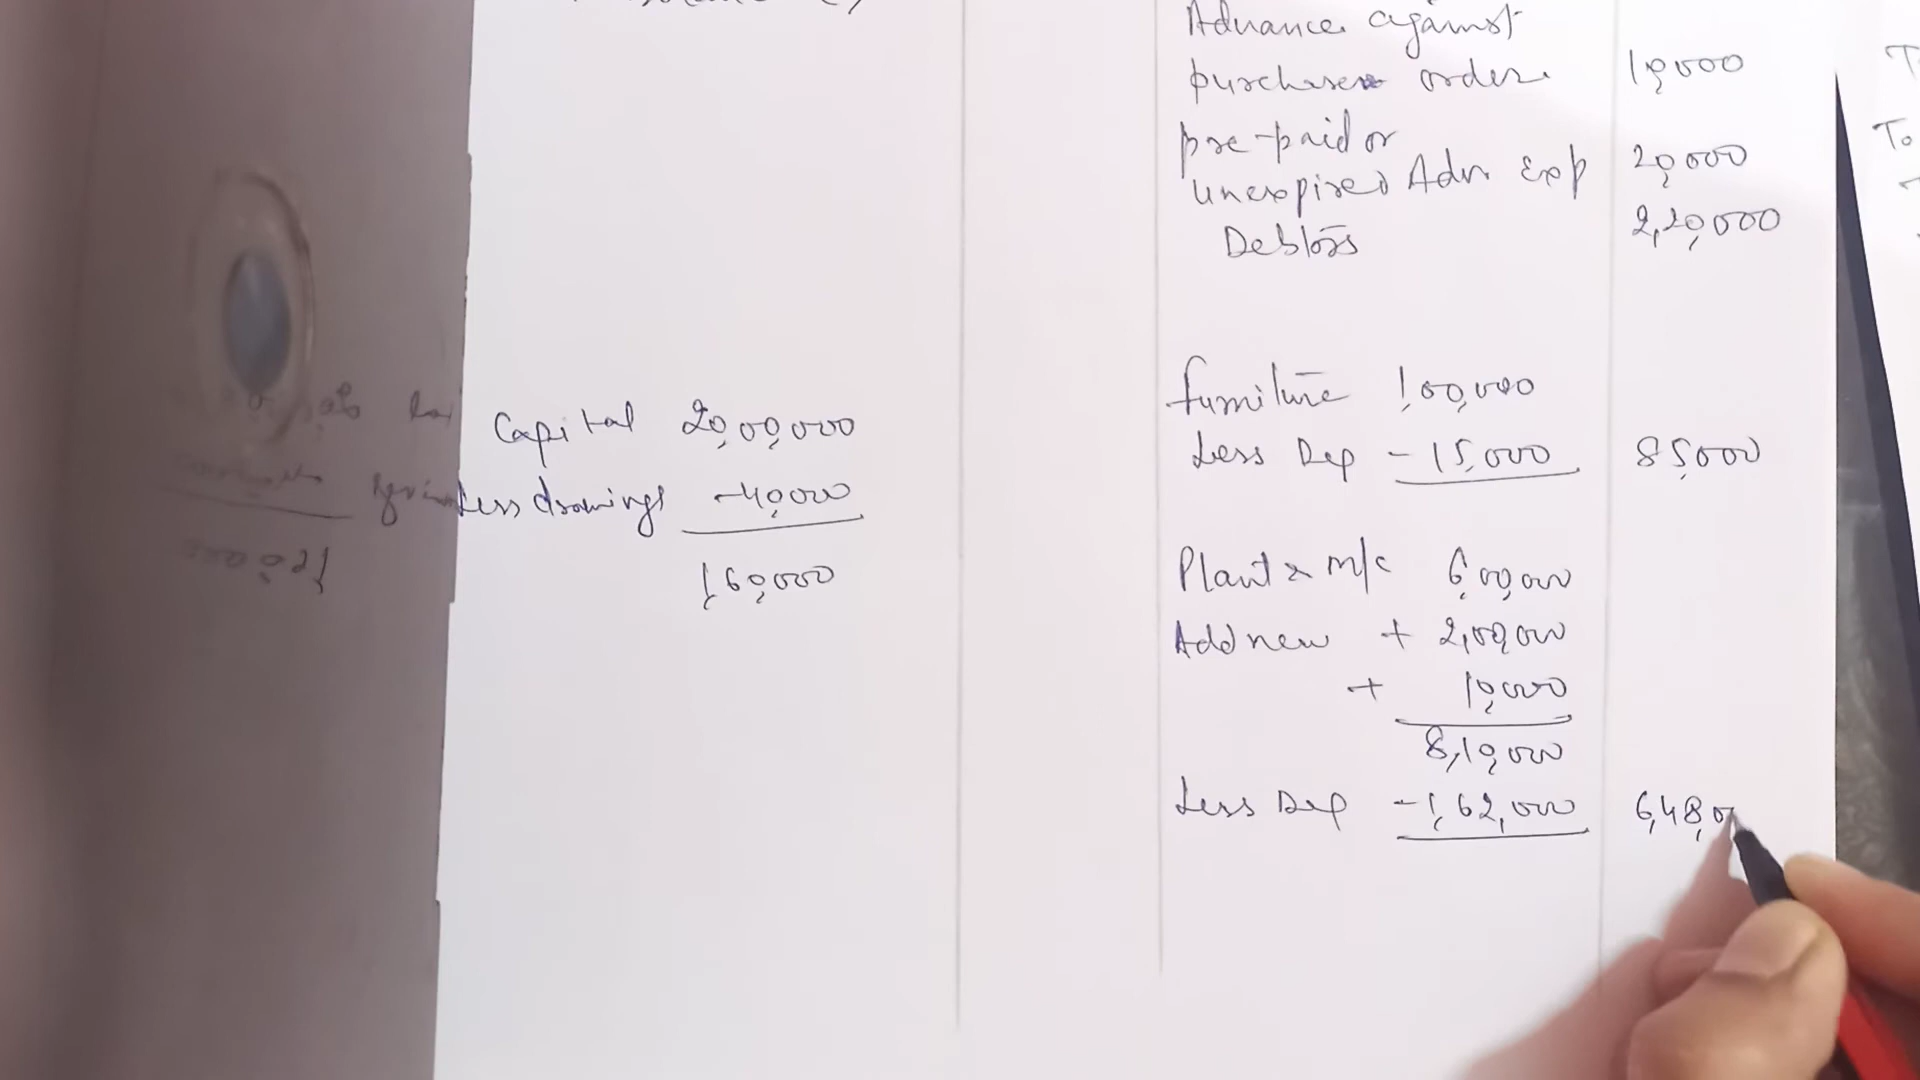 Advance against
purchases order 10,000
pre-paid or
unexpired Adv. Exp 20,000
Debtors 2,20,000
furniture 1,00,000
Less Dep - 15,000 85,000
Capital 20,00,000
Less drawings - 40,000
1,60,000
Plant & m/c 6,00,000
Add new + 2,00,000
+ 10,000
8,10,000
Less Dep - 1,62,000 6,48,0
To